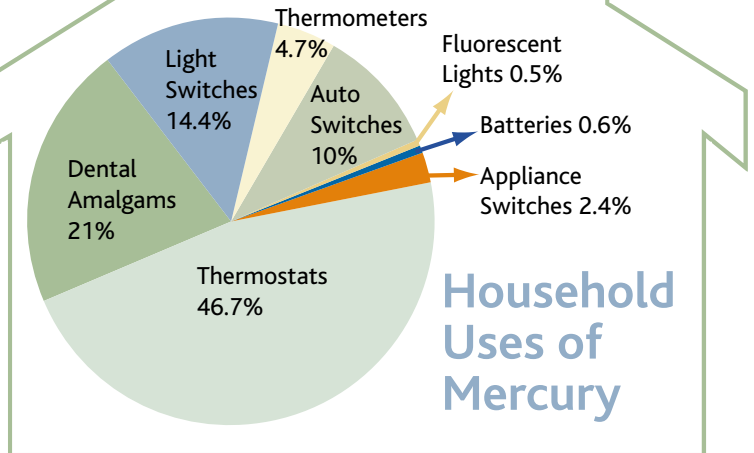 Thermometers
4.7%
Light
Switches
14.4%
Auto
Switches
10%
Fluorescent
Lights 0.5%
Batteries 0.6%
Appliance
Switches 2.4%
Dental
Amalgams
21%
Thermostats
46.7%
Household
Uses of
Mercury